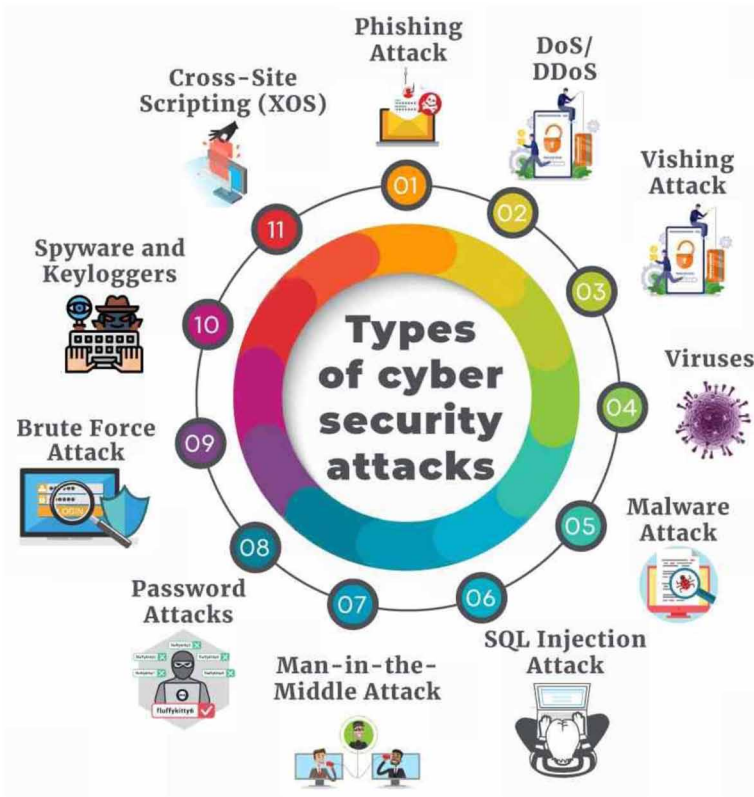 Phishing
Attack
01
DoS/
DDoS
02
Vishing
Attack
03
Viruses
04
Malware
Attack
05
SQL Injection
Attack
06
Man-in-the-
Middle Attack
07
Password
Attacks
fluffykitty6
08
Brute Force
Attack
LOGIN
09
Spyware and
Keyloggers
10
Cross-Site
Scripting (XOS)
11
Types
of cyber
security
attacks